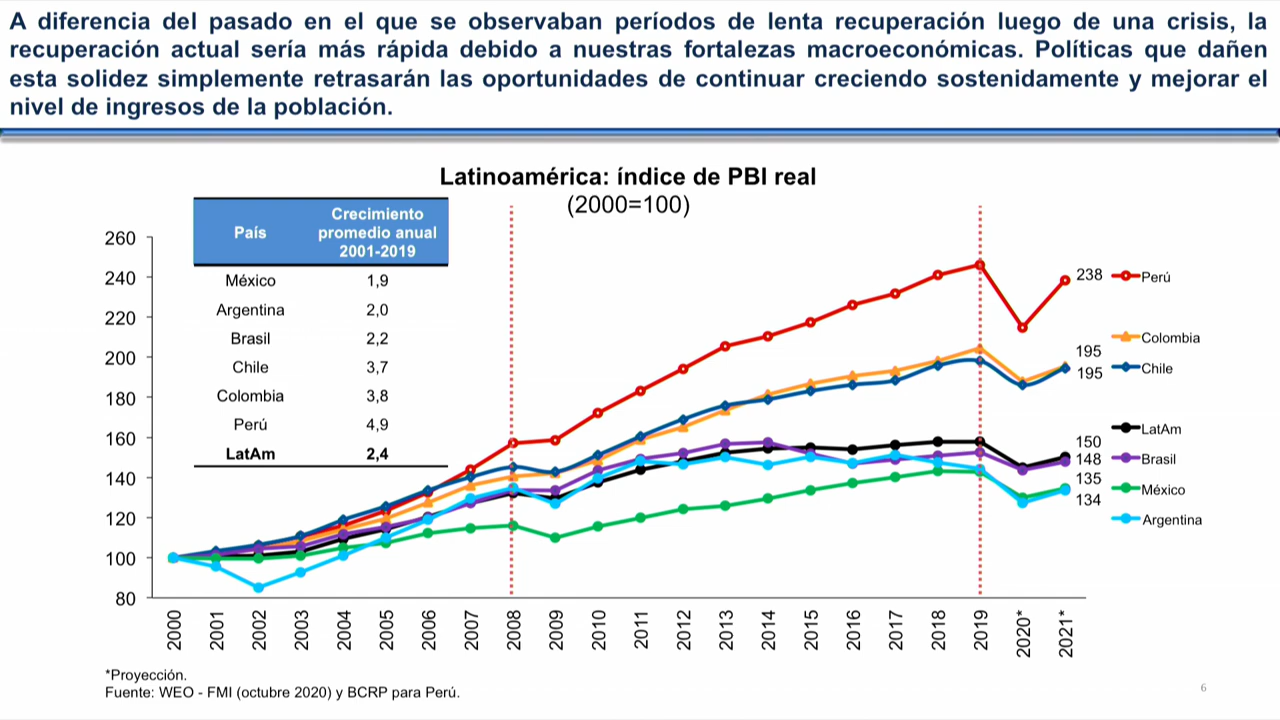 A diferencia del pasado en el que se observaban períodos de lenta recuperación luego de una crisis, la
recuperación actual sería más rápida debido a nuestras fortalezas macroeconómicas. Políticas que dañen
esta solidez simplemente retrasarán las oportunidades de continuar creciendo sostenidamente y mejorar el
nivel de ingresos de la población.
Latinoamérica: índice de PBI real
(2000=100)
País
Crecimiento
promedio anual
2001-2019
México 1,9
Argentina 2,0
Brasil 2,2
Chile 3,7
Colombia 3,8
Perú 4,9
LatAm 2,4
260
240
220
200
180
160
140
120
100
80
2000 2001 2002 2003 2004 2005 2006 2007 2008 2009 2010 2011 2012 2013 2014 2015 2016 2017 2018 2019 2020* 2021*
238 Perú
Colombia
195
195 Chile
LatAm
150
148 Brasil
135
México
134
Argentina
*Proyección.
Fuente: WEO - FMI (octubre 2020) y BCRP para Perú.
6